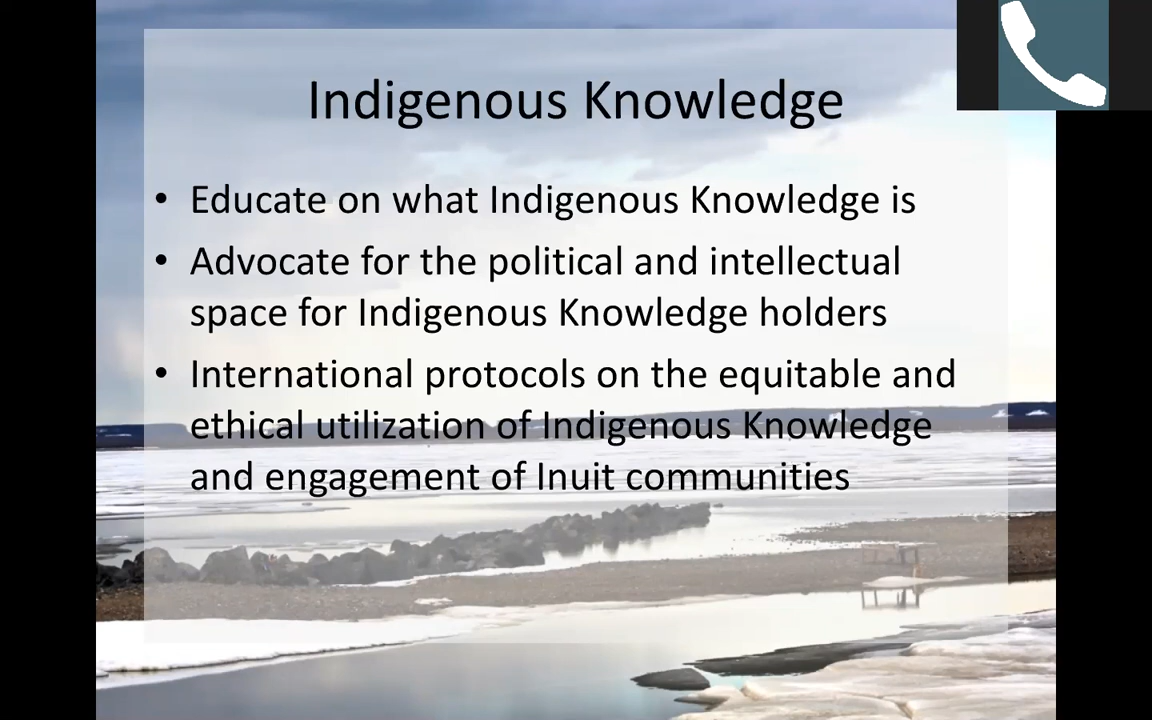 Indigenous Knowledge
• Educate on what Indigenous Knowledge is
• Advocate for the political and intellectual
space for Indigenous Knowledge holders
• International protocols on the equitable and
ethical utilization of Indigenous Knowledge
and engagement of Inuit communities